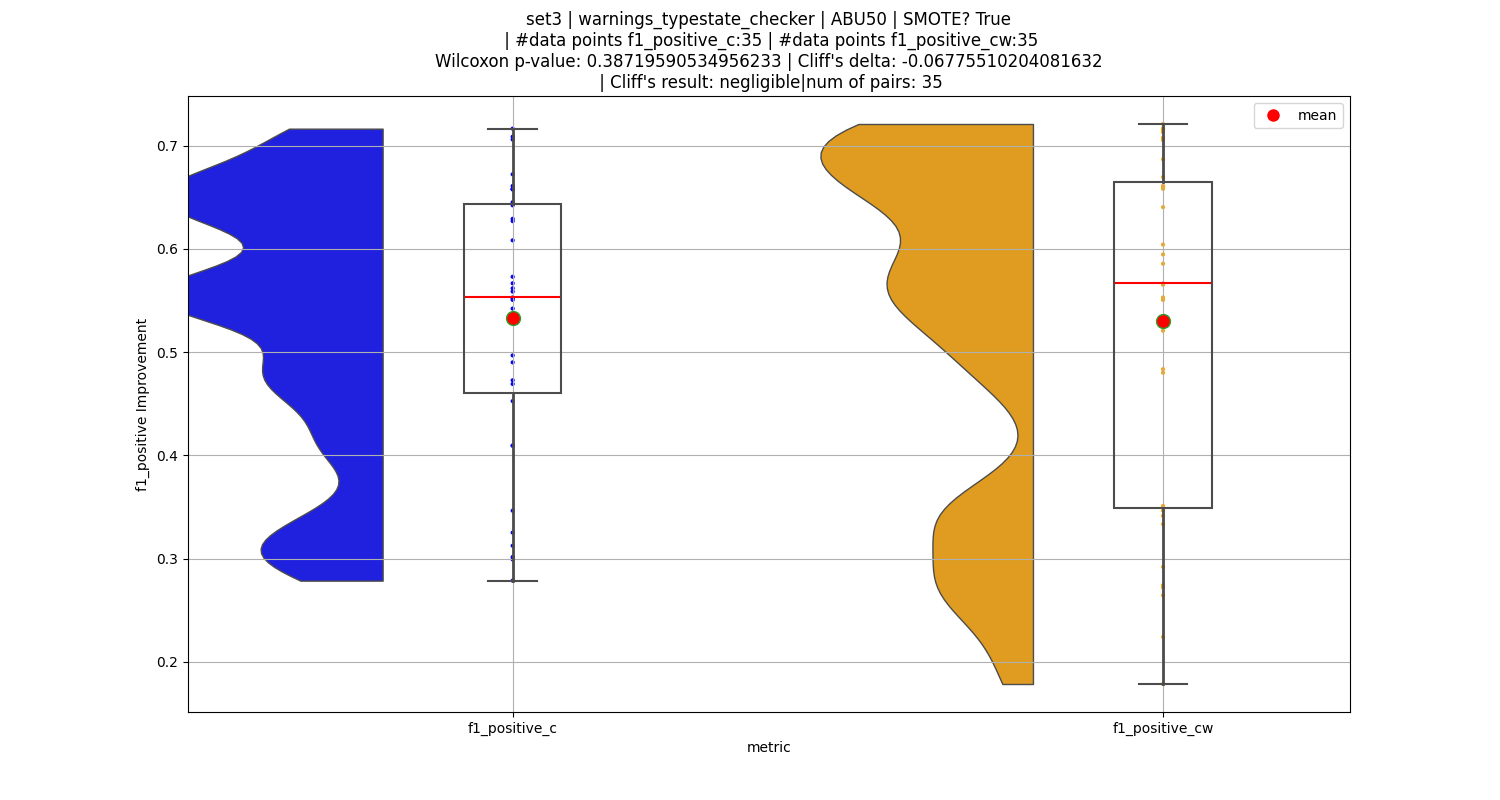 set3 | warnings_typestate_checker | ABU50 | SMOTE? True
| #data points f1_positive_c:35 | #data points f1_positive_cw:35
Wilcoxon p-value: 0.38719590534956233 | Cliff's delta: -0.06775510204081632
| Cliff's result: negligible|num of pairs: 35
mean
0.7
0.6
0.5
0.4
0.3
0.2
f1_positive Improvement
f1_positive_c
f1_positive_cw
metric